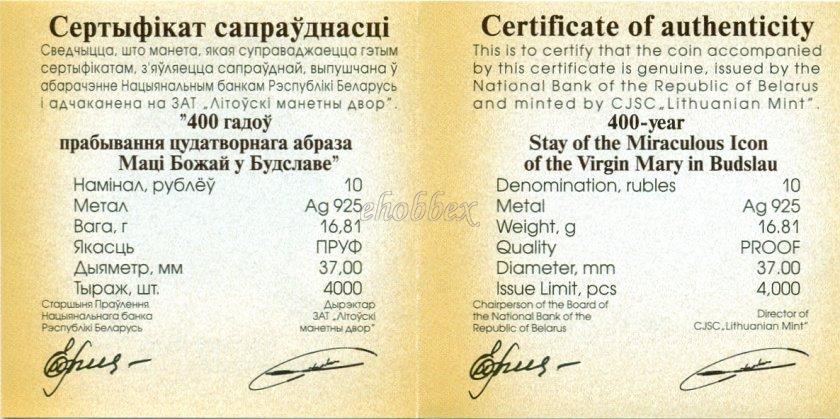 Сертыфікат сапраўднасці
Сведчыцца, што манета, якая суправаджаецца гэтым
сертыфікатам, з'яўляецца сапраўднай, выпушчана ў
абарачэнне Нацыянальным банкам Рэспублікі Беларусь
і адчаканена на ЗАТ „Літоўскі манетны двор".
"400 гадоў
прабывання цудатворнага абраза
Маці Божай у Будславе"
Намінал, рублёў 10
Метал Ag 925
Вага, г 16,81
Якасць ПРУФ
Дыяметр, мм 37,00
Тыраж, шт. 4000
Старшыня Праўлення
Нацыянальнага банка
Рэспублікі Беларусь
Дырэктар
ЗАТ „Літоўскі
манетны двор"
Certificate of authenticity
This is to certify that the coin accompanied
by this certificate is genuine, issued by the
National Bank of the Republic of Belarus
and minted by CJSC„Lithuanian Mint".
400-year
Stay of the Miraculous Icon
of the Virgin Mary in Budslau
Denomination, rubles 10
Metal Ag 925
Weight, g 16.81
Quality PROOF
Diameter, mm 37.00
Issue Limit, pcs 4,000
Chairperson of the Board of
the National Bank of the
Republic of Belarus
Director of
CJSC„Lithuanian Mint"
ehobbex